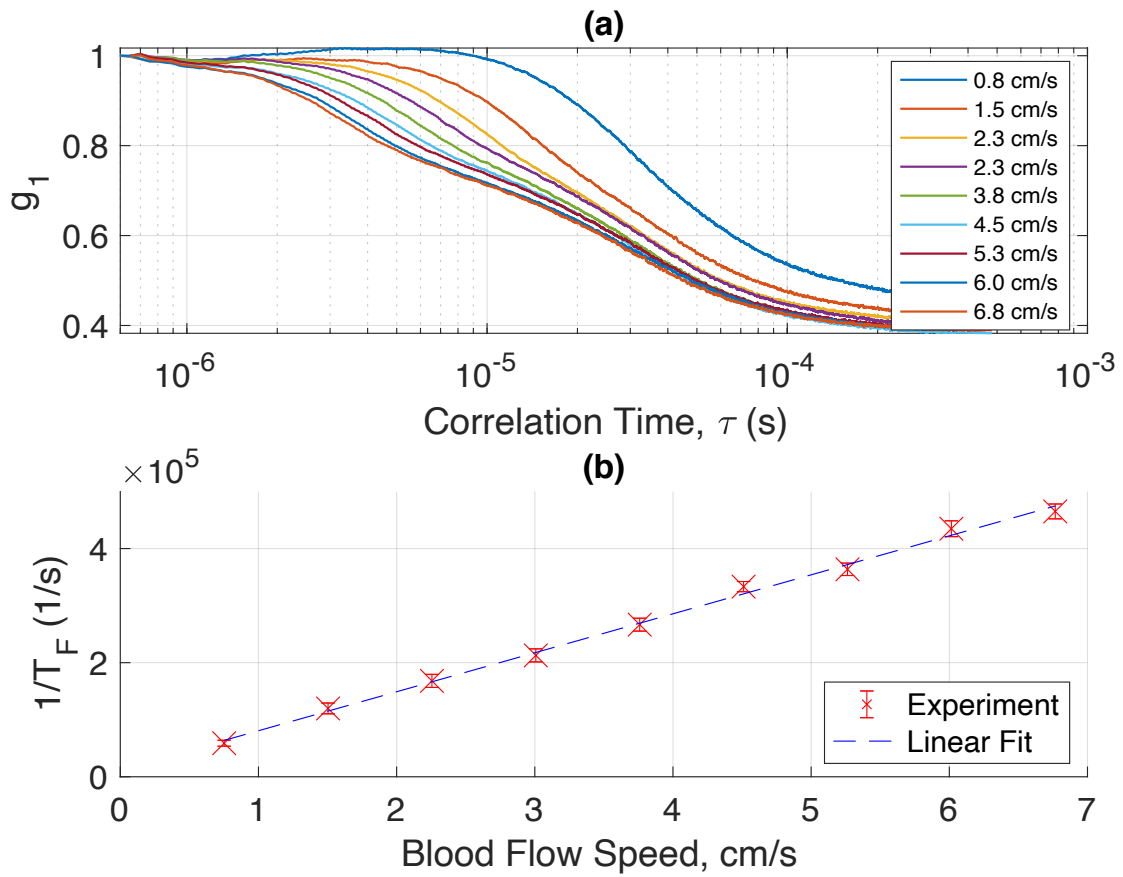 (a)
1
0.8
0.6
0.4
g₁
10⁻⁶
10⁻⁵
10⁻⁴
10⁻³
Correlation Time, τ (s)
0.8 cm/s
1.5 cm/s
2.3 cm/s
2.3 cm/s
3.8 cm/s
4.5 cm/s
5.3 cm/s
6.0 cm/s
6.8 cm/s
(b)
×10⁵
4
2
0
1/T_F (1/s)
0 1 2 3 4 5 6 7
Blood Flow Speed, cm/s
Experiment
Linear Fit